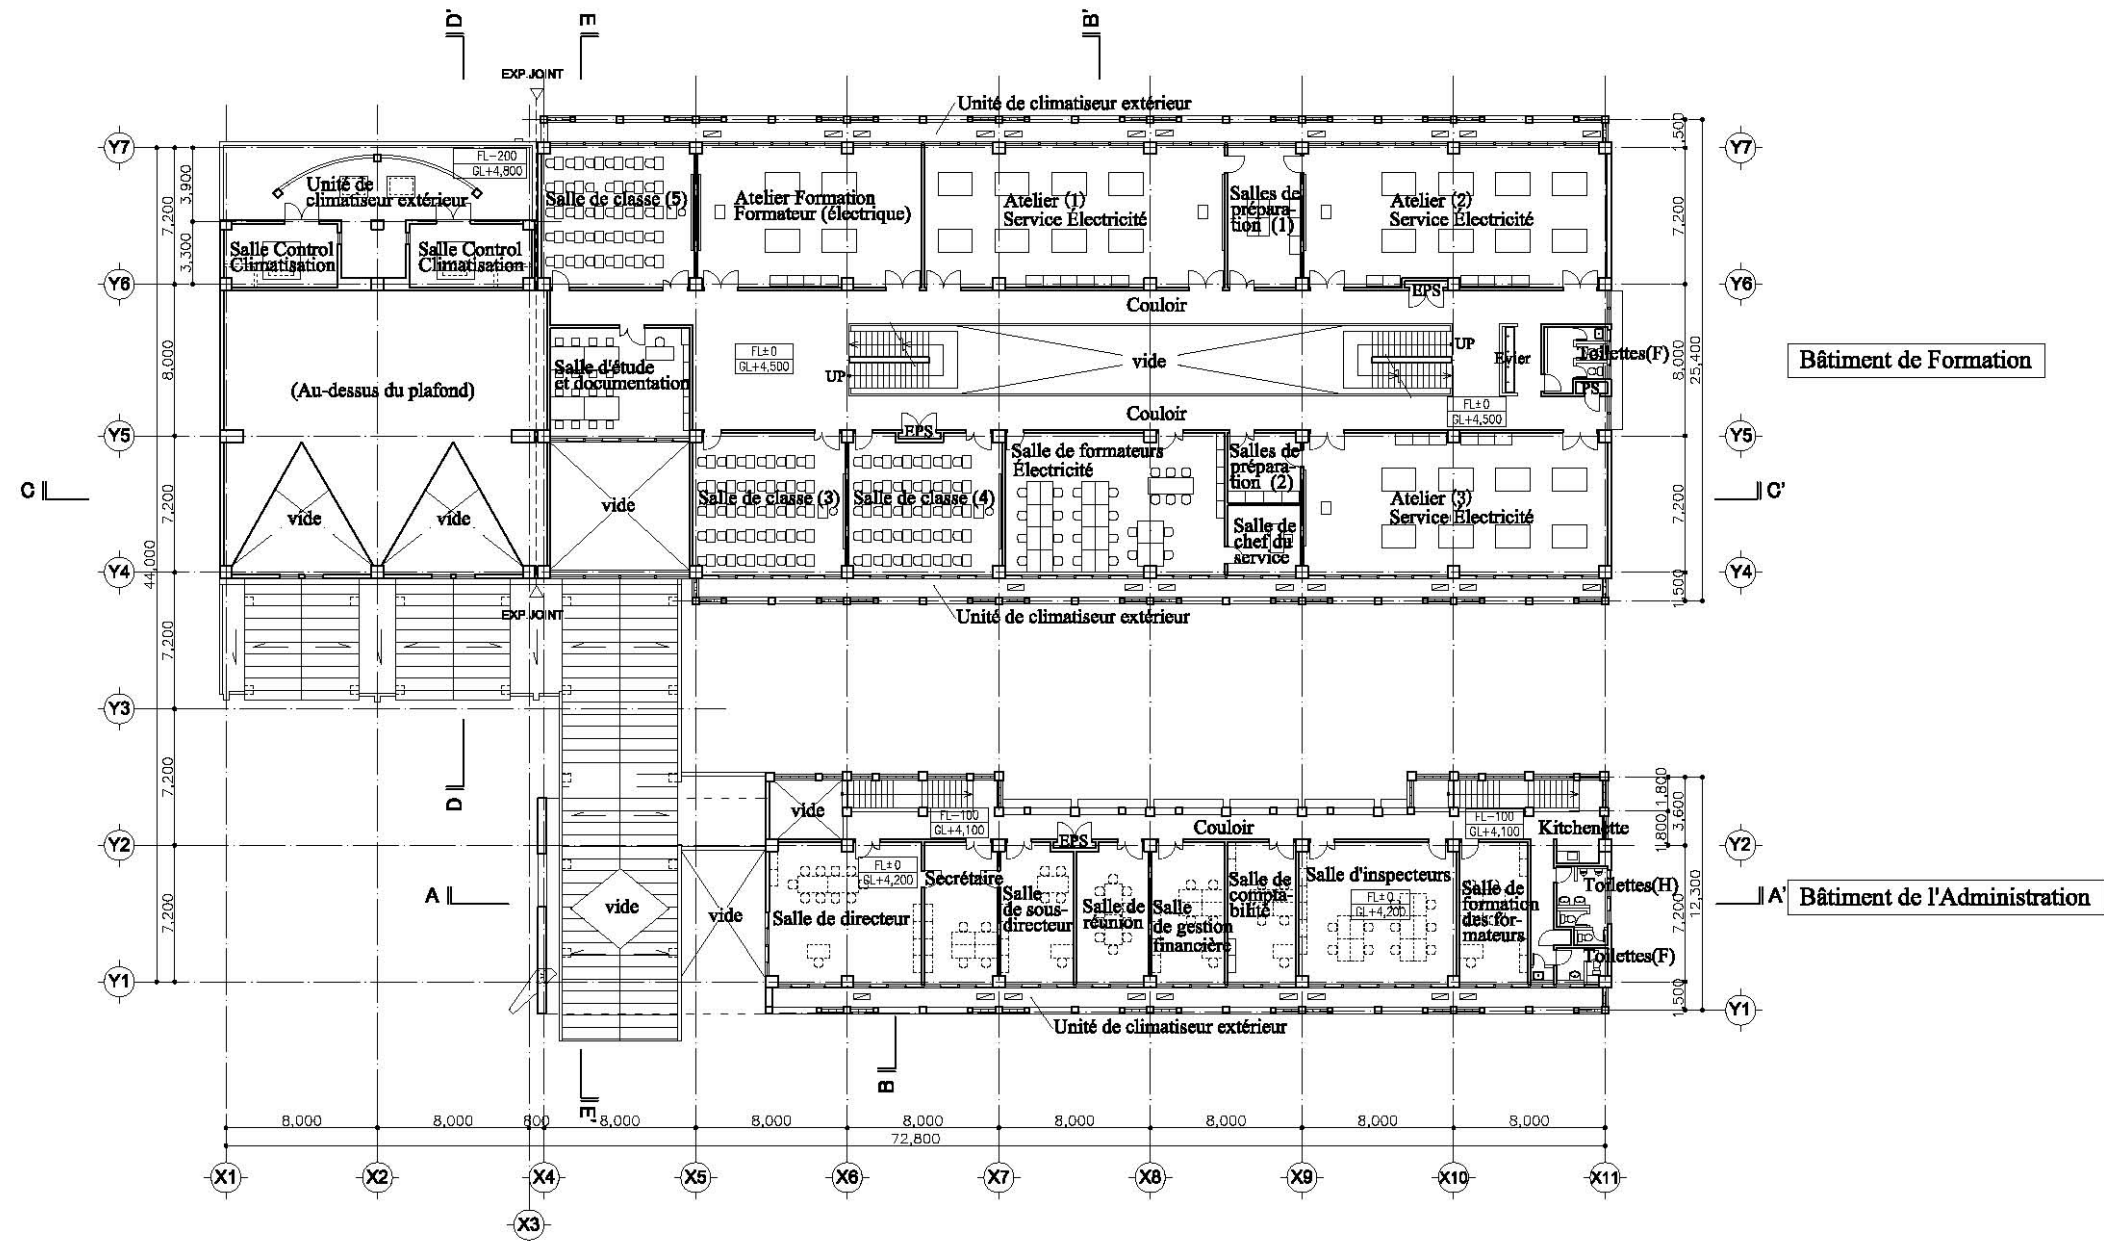 D' E B'
EXP.JOINT
Unité de climatiseur extérieur
Y7 Y7
FL-200
GL+4,800
1,500
3,900
7,200
3,300
7,200
Unité de
climatiseur extérieur
Salle Control
Climatisation
Salle Control
Climatisation
Salle de classe (5)
Atelier Formation
Formateur (électrique)
Atelier (1)
Service Électricité
Salles de
prépara-
tion (1)
Atelier (2)
Service Électricité
Y6 Y6
EPS
Couloir
8,000
(Au-dessus du plafond)
Salle d'étude
et documentation
FL±0
GL+4,500
UP
vide
UP
Evier
Toilettes(F)
PS
8,000
25,400
Bâtiment de Formation
Couloir
FL±0
GL+4,500
EPS
Y5 Y5
C C'
7,200
vide
vide
vide
Salle de classe (3)
Salle de classe (4)
Salle de formateurs
Électricité
Salles de
prépara-
tion (2)
Salle de
chef du
service
Atelier (3)
Service Électricité
7,200
Y4 Y4
44,000
1,500
EXP.JOINT
Unité de climatiseur extérieur
7,200
Y3
D
7,200
vide
FL-100
GL+4,100
Couloir
FL-100
GL+4,100
Kitchenette
1,800
1,800
3,600
Y2 Y2
EPS
A A'
7,200
vide
vide
FL±0
GL+4,200
Salle de directeur
Secrétaire
Salle
de sous-
directeur
Salle de
réunion
Salle
de gestion
financière
Salle de
compta-
bilité
Salle d'inspecteurs
FL±0
GL+4,200
Salle de
formation
des for-
mateurs
Toilettes(H)
Toilettes(F)
7,200
12,300
Bâtiment de l'Administration
Y1
1,500
Y1
Unité de climatiseur extérieur
B
E'
8,000 8,000 800 8,000 8,000 8,000 8,000 8,000 8,000 8,000
72,800
X1 X2 X4 X5 X6 X7 X8 X9 X10 X11
X3